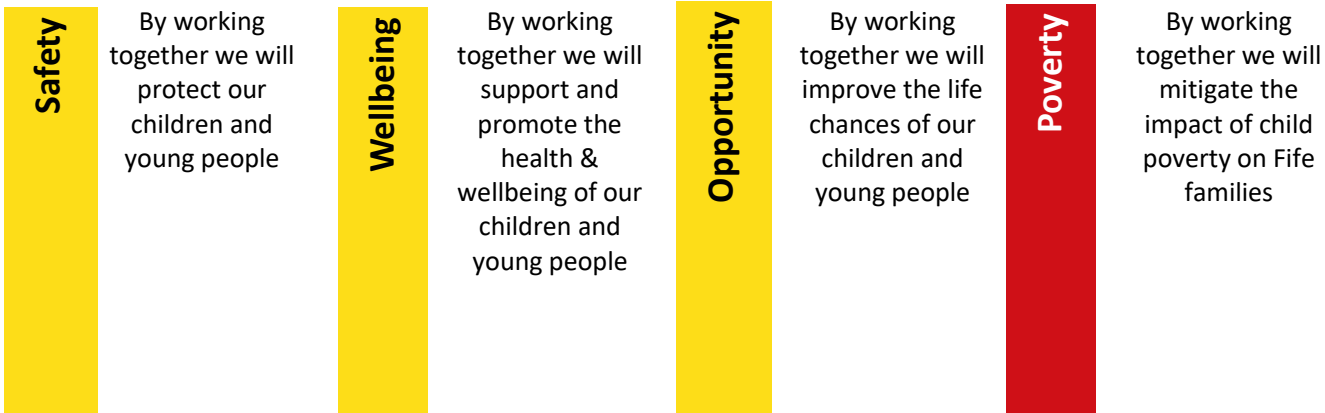 Safety
By working
together we will
protect our
children and
young people
Wellbeing
By working
together we will
support and
promote the
health &
wellbeing of our
children and
young people
Opportunity
By working
together we will
improve the life
chances of our
children and
young people
Poverty
By working
together we will
mitigate the
impact of child
poverty on Fife
families